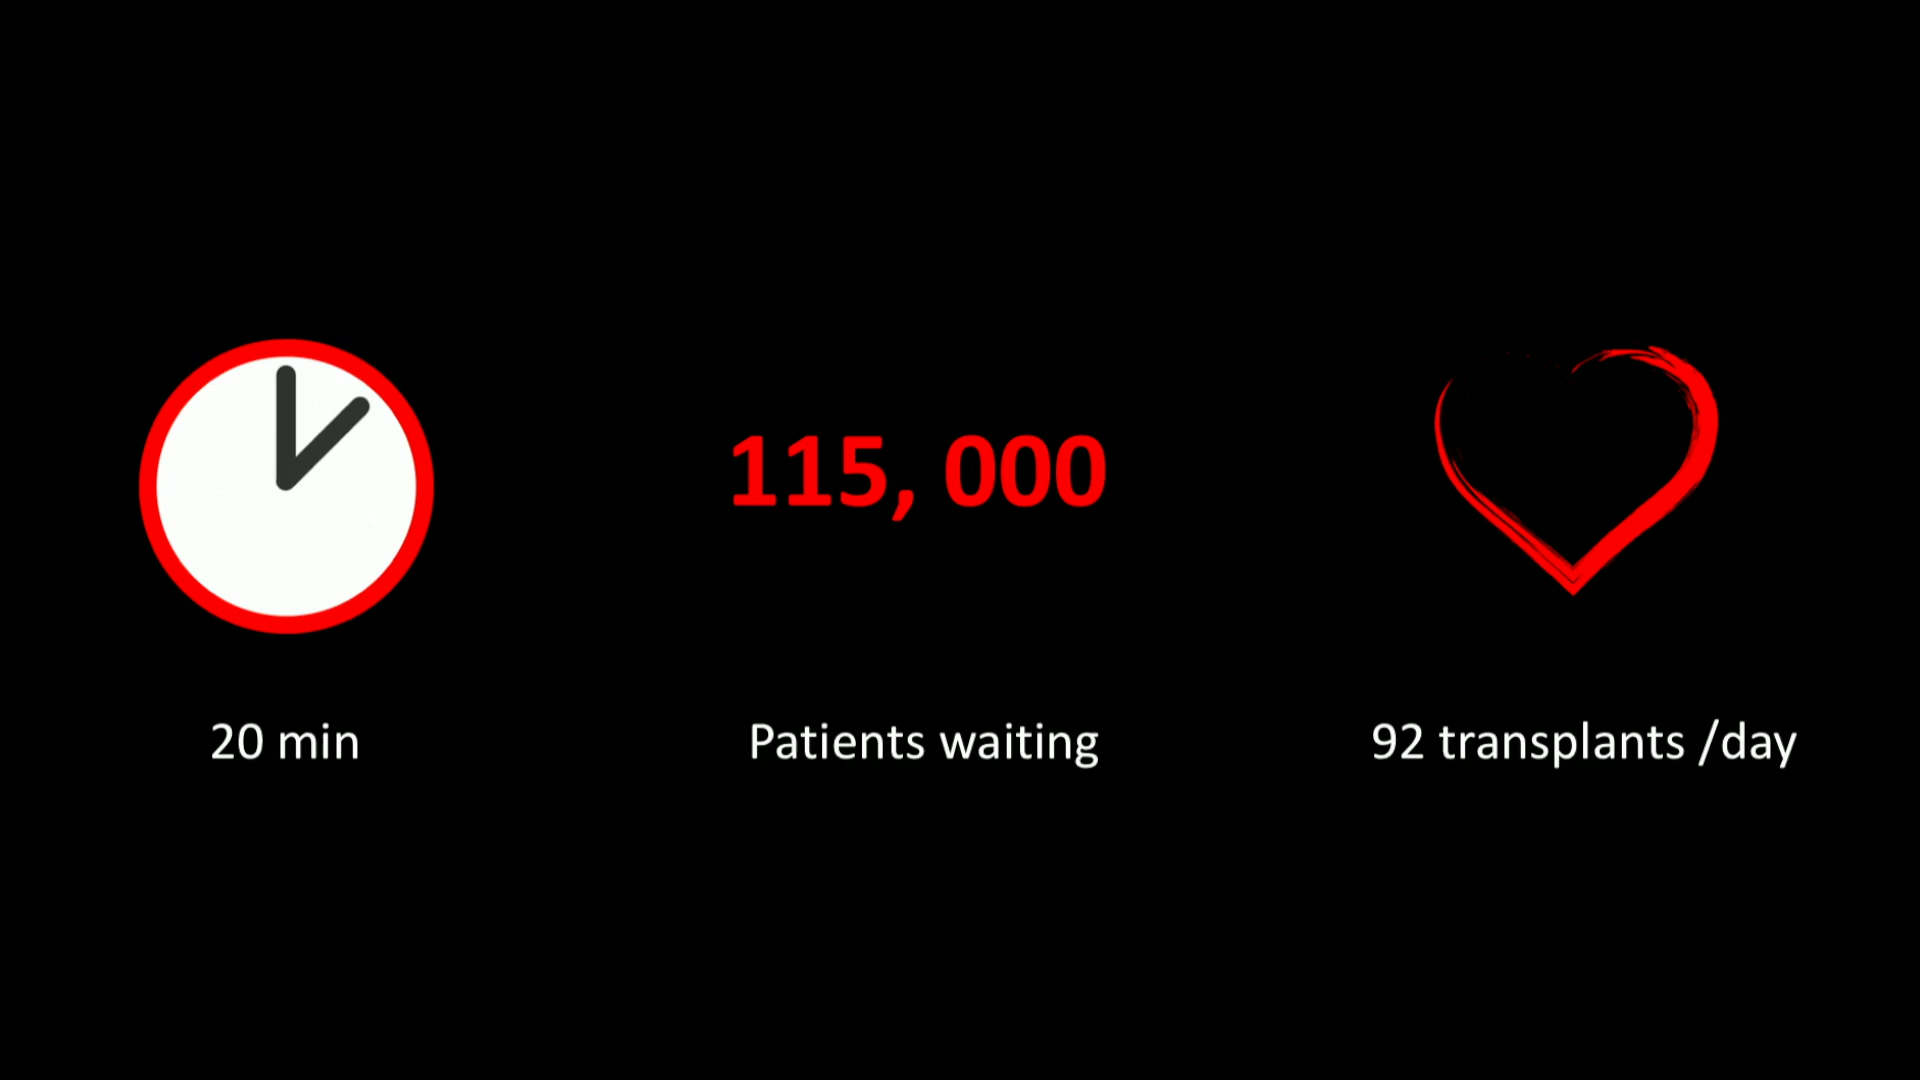 115, 000
20 min
Patients waiting
92 transplants /day